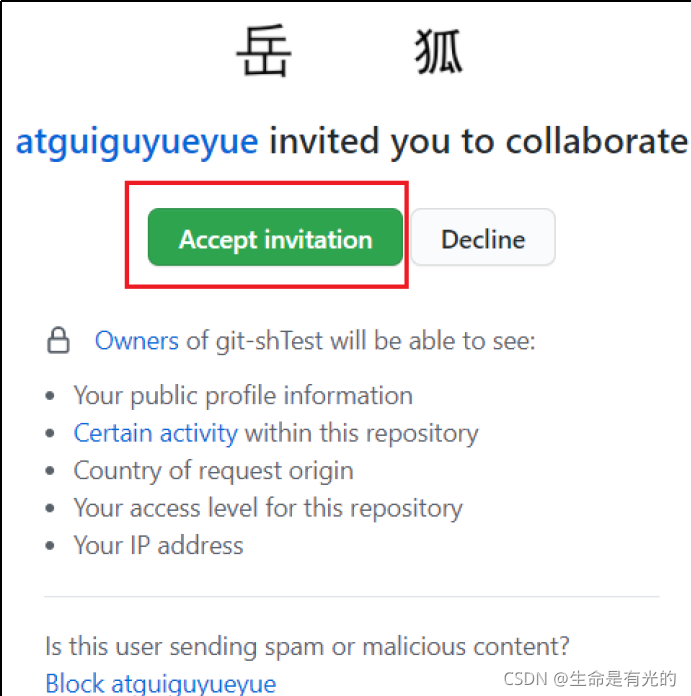 岳 狐
atguiguyueyue invited you to collaborate
Accept invitation Decline
Owners of git-shTest will be able to see:
Your public profile information
Certain activity within this repository
Country of request origin
Your access level for this repository
Your IP address
Is this user sending spam or malicious content?
Block atguiguyueyue
CSDN @生命是有光的